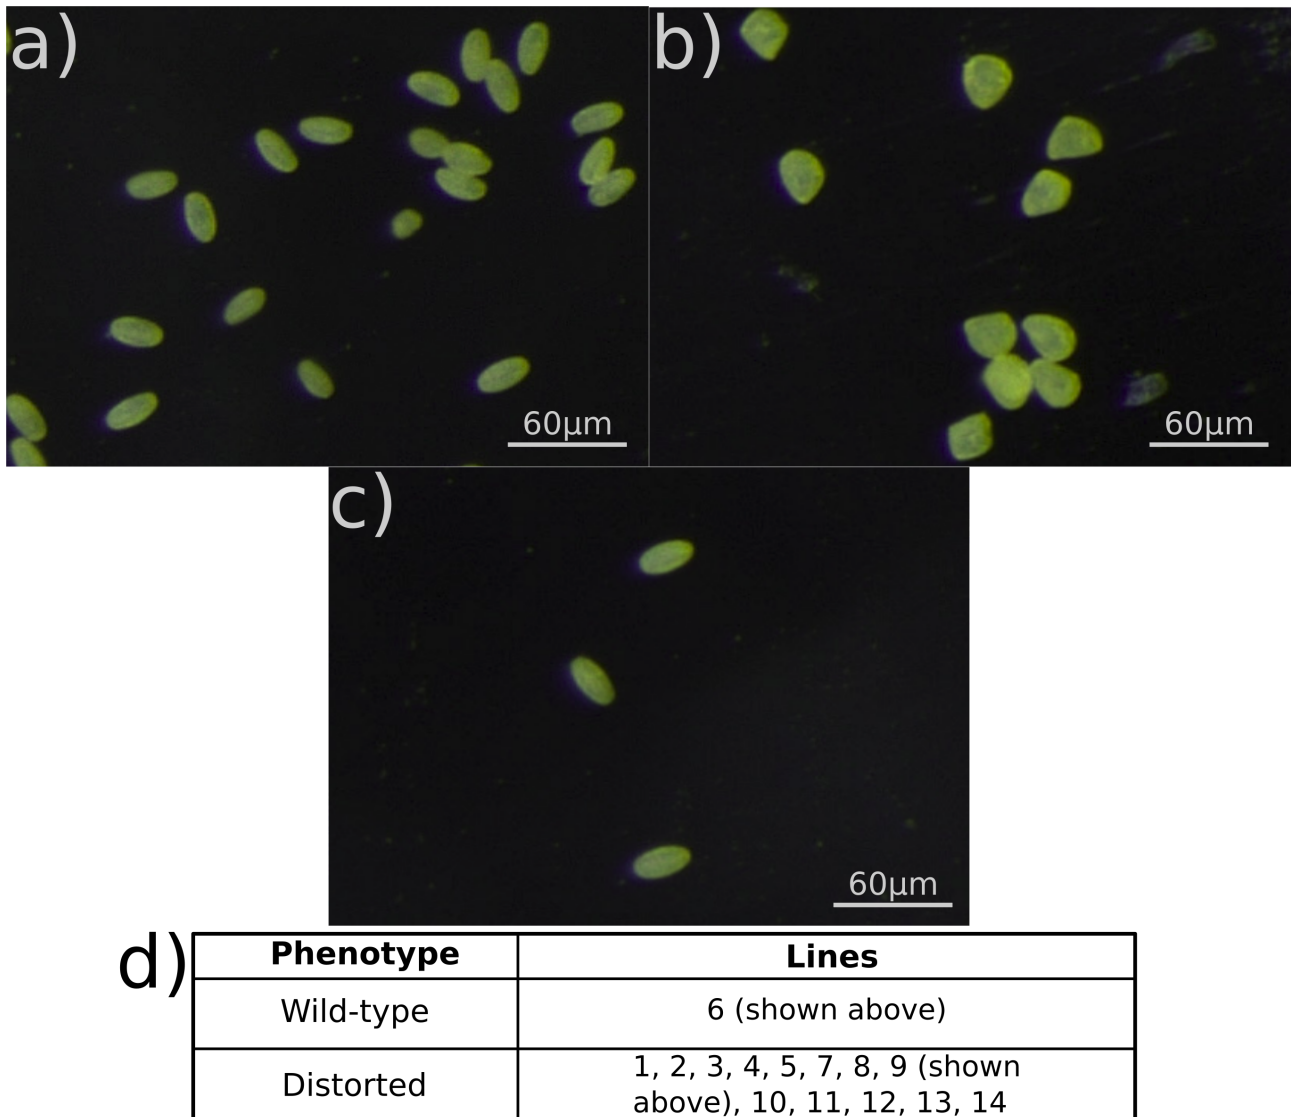 a)
b)
60µm
60µm
c)
60µm
d)
Phenotype Lines
Wild-type 6 (shown above)
Distorted 1, 2, 3, 4, 5, 7, 8, 9 (shown
above), 10, 11, 12, 13, 14